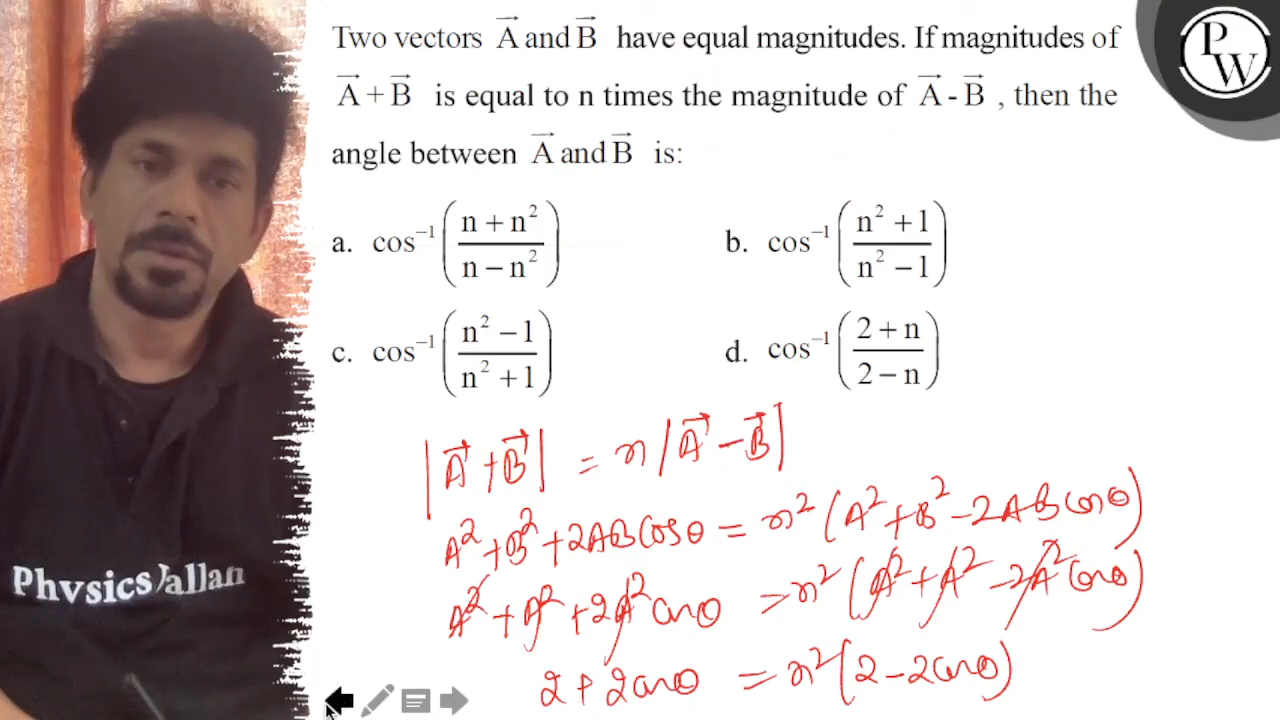 Two vectors A⃗ and B⃗ have equal magnitudes. If magnitudes of
A⃗ + B⃗ is equal to n times the magnitude of A⃗ - B⃗ , then the
angle between A⃗ and B⃗ is:
a. cos⁻¹((n + n²)/(n − n²)) b. cos⁻¹((n² + 1)/(n² − 1))
c. cos⁻¹((n² − 1)/(n² + 1)) d. cos⁻¹((2 + n)/(2 − n))
|A⃗ + B⃗| = n |A⃗ − B⃗|
A² + B² + 2AB Cosθ = n² (A² + B² − 2AB Cosθ)
A² + A² + 2A² cosθ = n² (A² + A² − 2A² cosθ)
2 + 2cosθ = n² (2 − 2cosθ)
PW
Physics